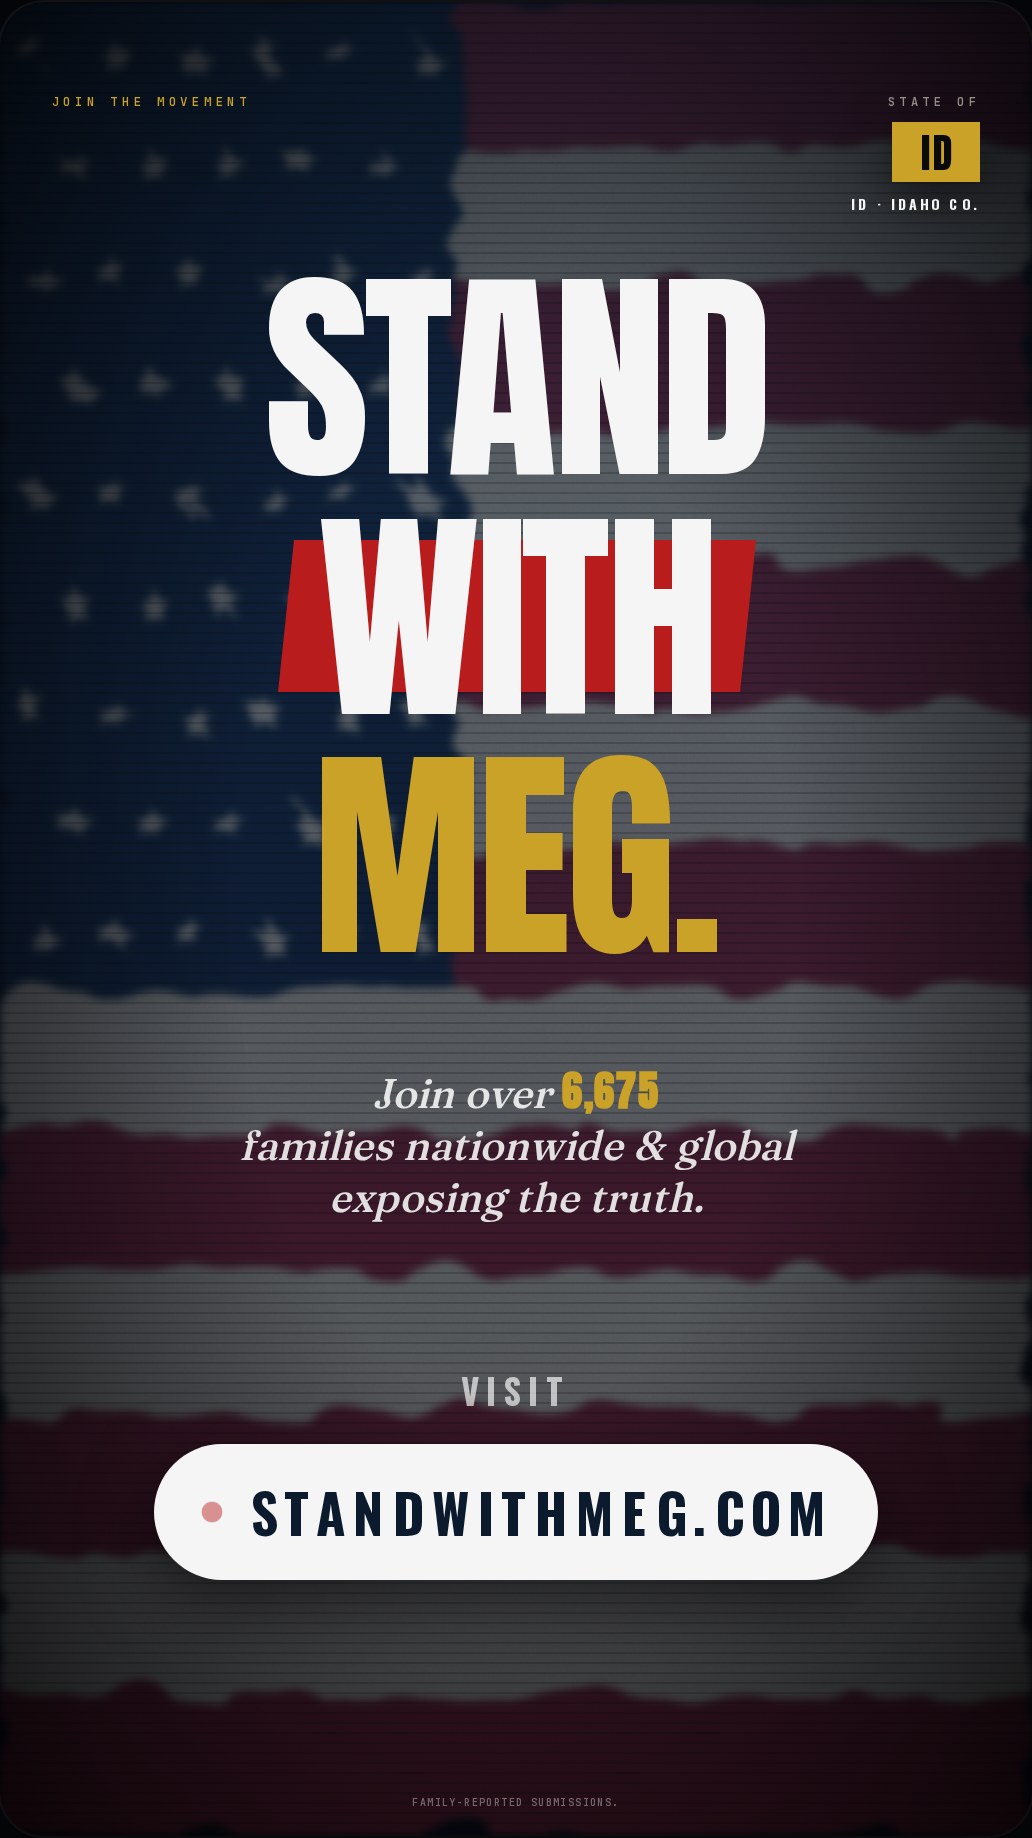 JOIN THE MOVEMENT
STATE OF
ID
ID · IDAHO CO.
STAND
WITH
MEG.
Join over 6,675
families nationwide & global
exposing the truth.
VISIT
STANDWITHMEG.COM
FAMILY-REPORTED SUBMISSIONS.